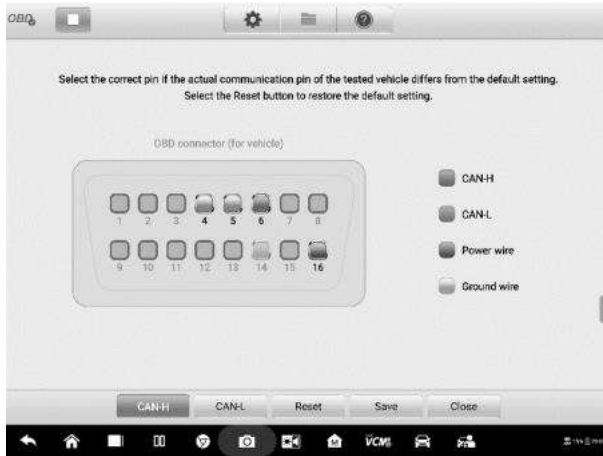 OBD
Select the correct pin if the actual communication pin of the tested vehicle differs from the default setting.
Select the Reset button to restore the default setting.
OBD connector (for vehicle)
1 2 3 4 5 6 7 8
9 10 11 12 13 14 15 16
CAN-H
CAN-L
Power wire
Ground wire
CAN-H CAN-L Reset Save Close
VCMI